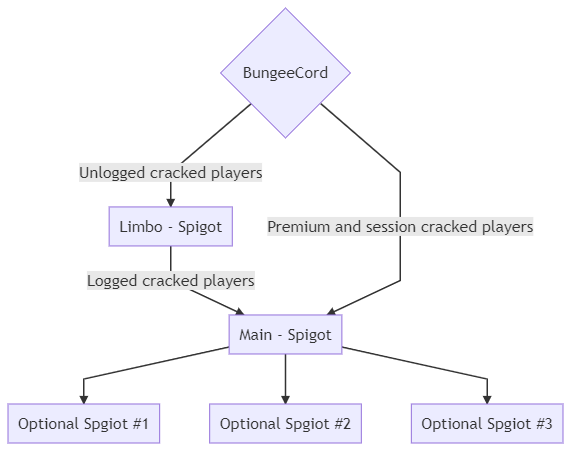 BungeeCord
Unlogged cracked players
Limbo - Spigot
Premium and session cracked players
Logged cracked players
Main - Spigot
Optional Spgiot #1
Optional Spgiot #2
Optional Spgiot #3